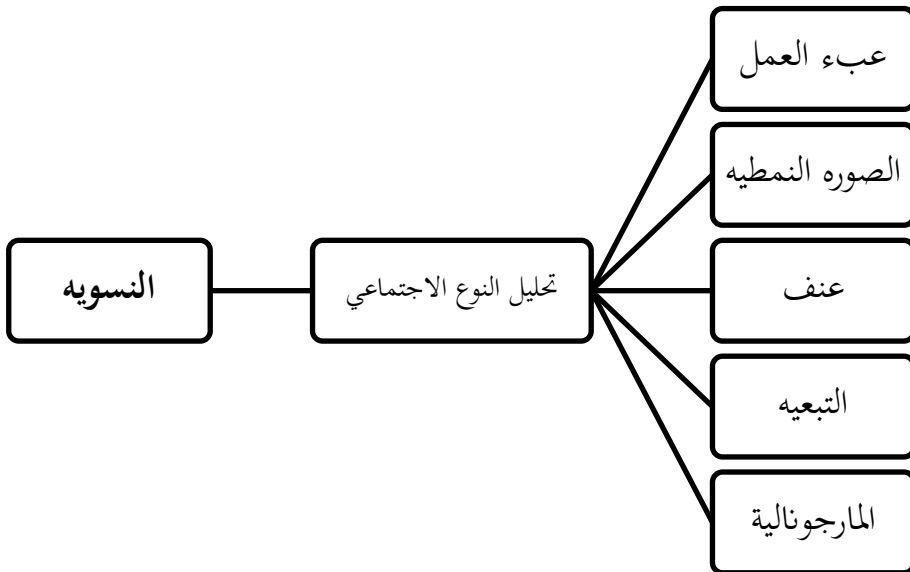 عبء العمل
الصوره النمطيه
النسويه
تحليل النوع الاجتماعي
عنف
التبعيه
المارجونالية